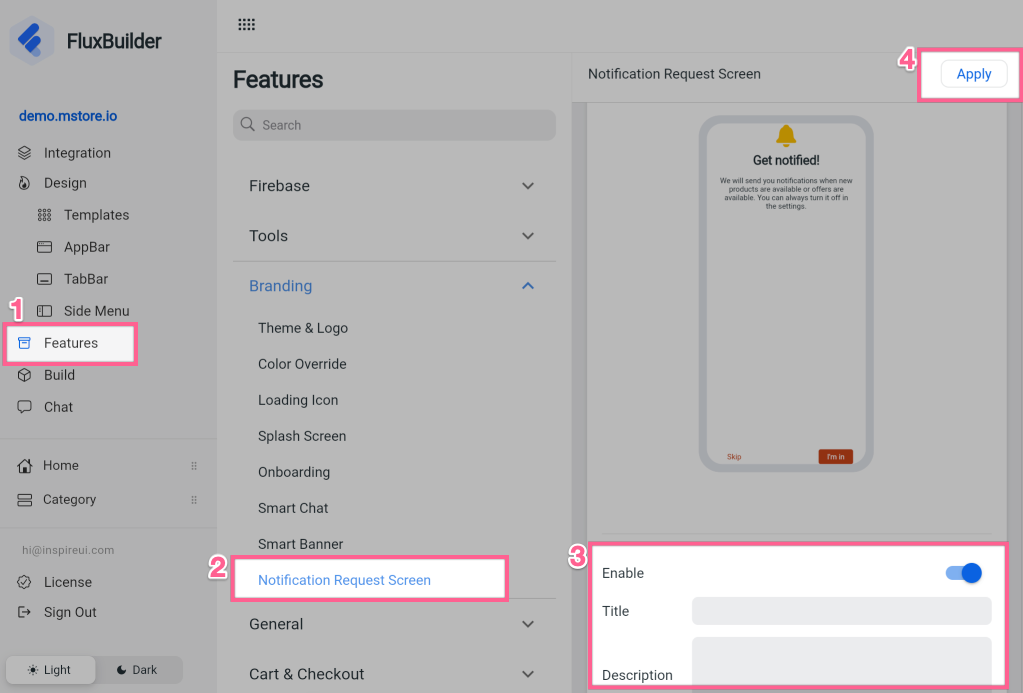 FluxBuilder
demo.mstore.io
Integration
Design
Templates
AppBar
TabBar
1
Side Menu
Features
Build
Chat
Home
Category
hi@inspireui.com
License
Sign Out
Light
Dark
Features
Search
Firebase
Tools
Branding
Theme & Logo
Color Override
Loading Icon
Splash Screen
Onboarding
Smart Chat
Smart Banner
2
Notification Request Screen
General
Cart & Checkout
Notification Request Screen
4
Apply
Get notified!
We will send you notifications when new
products are available or offers are
available. You can always turn it off in
the settings.
Skip
I'm in
3
Enable
Title
Description